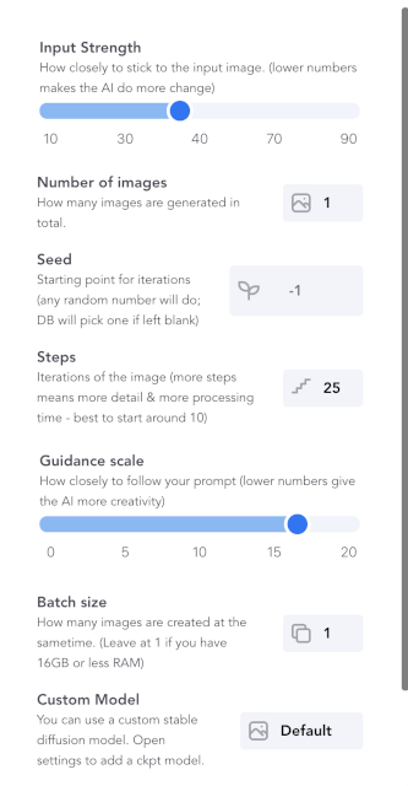 Input Strength
How closely to stick to the input image. (lower numbers
makes the AI do more change)
10 30 40 70 90
Number of images
How many images are generated in
total.
1
Seed
Starting point for iterations
(any random number will do;
DB will pick one if left blank)
-1
Steps
Iterations of the image (more steps
means more detail & more processing
time - best to start around 10)
25
Guidance scale
How closely to follow your prompt (lower numbers give
the AI more creativity)
0 5 10 15 20
Batch size
How many images are created at the
sametime. (Leave at 1 if you have
16GB or less RAM)
1
Custom Model
You can use a custom stable
diffusion model. Open
settings to add a ckpt model.
Default